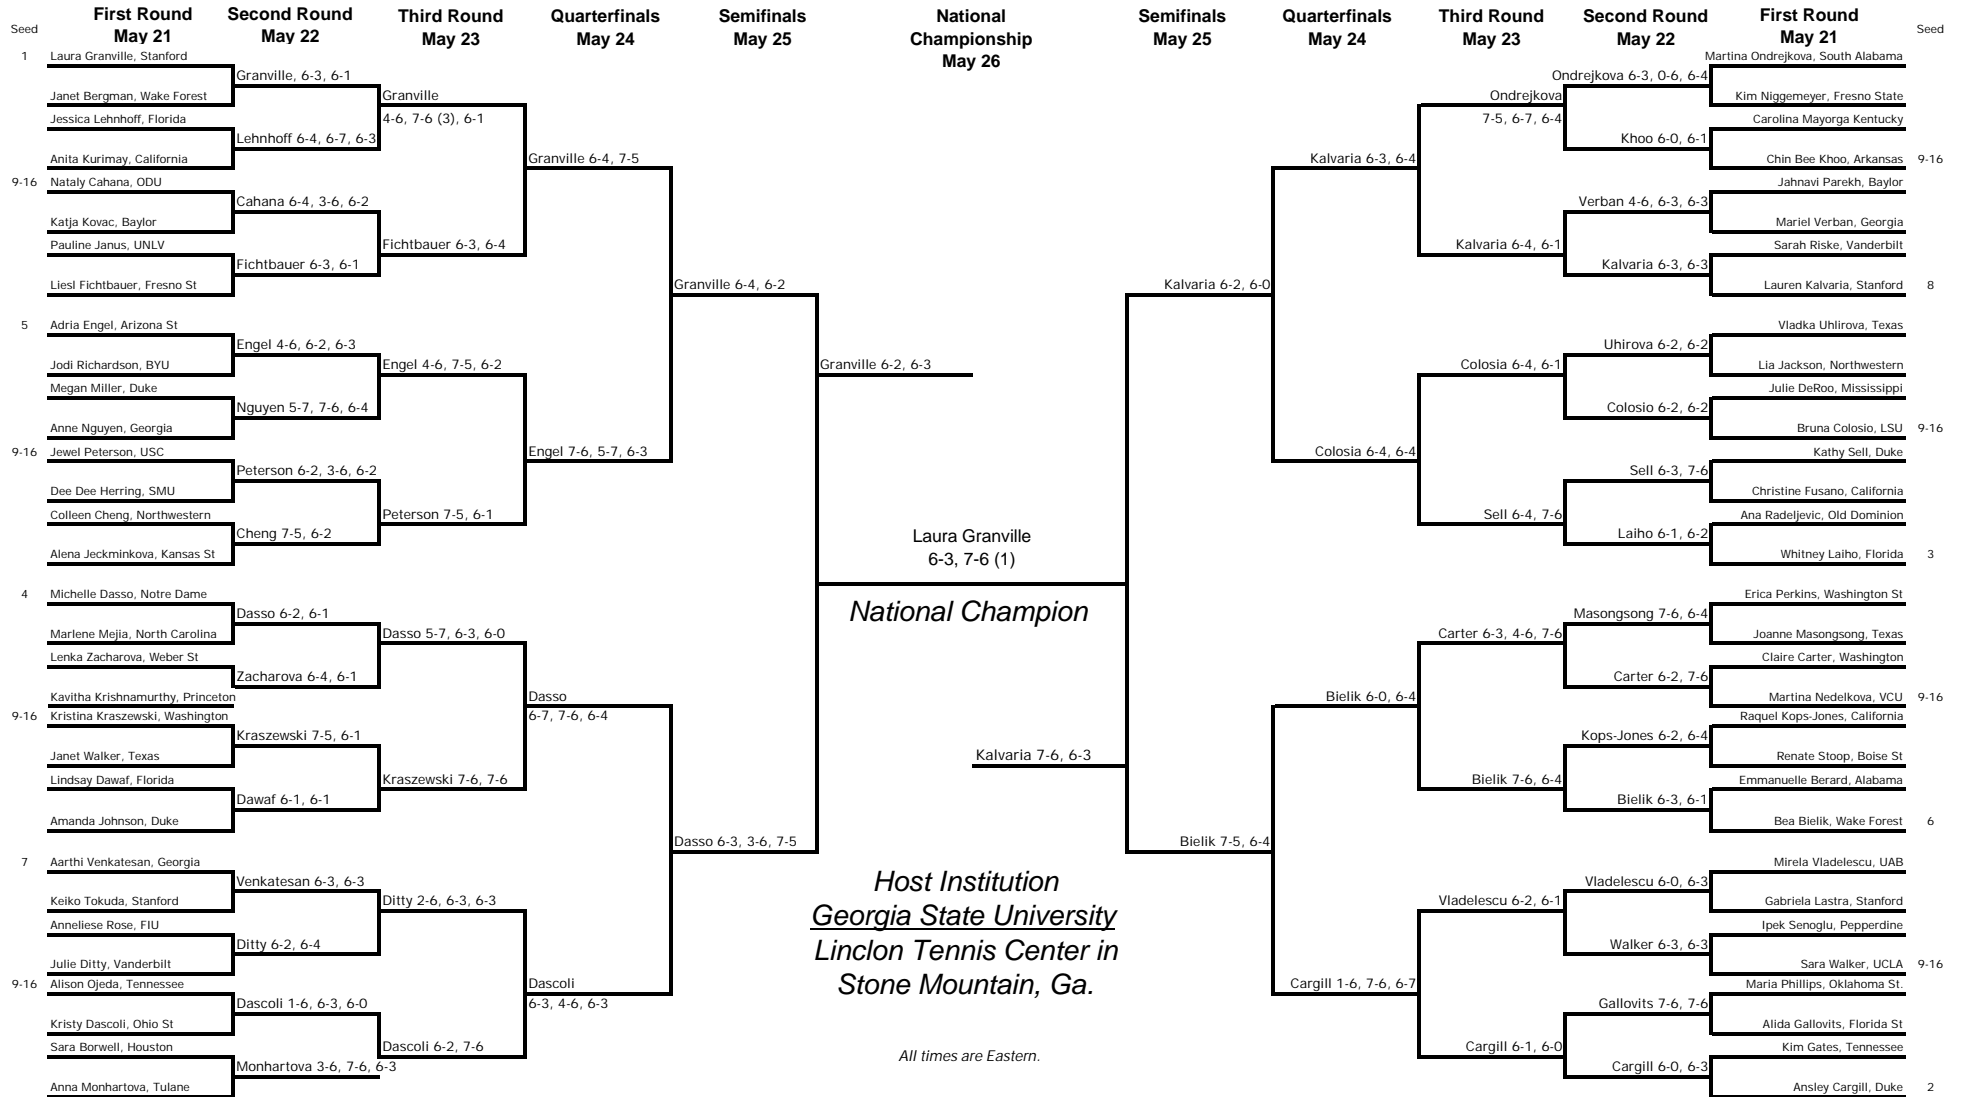 First Round
May 21
Second Round
May 22
Third Round
May 23
Quarterfinals
May 24
Semifinals
May 25
National
Championship
May 26
Semifinals
May 25
Quarterfinals
May 24
Third Round
May 23
Second Round
May 22
First Round
May 21
Seed
Seed
1 Laura Granville, Stanford
Granville, 6-3, 6-1
Janet Bergman, Wake Forest
Granville
4-6, 7-6 (3), 6-1
Jessica Lehnhoff, Florida
Lehnhoff 6-4, 6-7, 6-3
Anita Kurimay, California
Granville 6-4, 7-5
9-16 Nataly Cahana, ODU
Cahana 6-4, 3-6, 6-2
Katja Kovac, Baylor
Fichtbauer 6-3, 6-4
Pauline Janus, UNLV
Fichtbauer 6-3, 6-1
Liesl Fichtbauer, Fresno St
Granville 6-4, 6-2
5 Adria Engel, Arizona St
Engel 4-6, 6-2, 6-3
Jodi Richardson, BYU
Engel 4-6, 7-5, 6-2
Granville 6-2, 6-3
Megan Miller, Duke
Nguyen 5-7, 7-6, 6-4
Anne Nguyen, Georgia
Engel 7-6, 5-7, 6-3
9-16 Jewel Peterson, USC
Peterson 6-2, 3-6, 6-2
Dee Dee Herring, SMU
Peterson 7-5, 6-1
Colleen Cheng, Northwestern
Cheng 7-5, 6-2
Alena Jeckminkova, Kansas St
4 Michelle Dasso, Notre Dame
Dasso 6-2, 6-1
Marlene Mejia, North Carolina
Dasso 5-7, 6-3, 6-0
Lenka Zacharova, Weber St
Zacharova 6-4, 6-1
Kavitha Krishnamurthy, Princeton
Dasso
6-7, 7-6, 6-4
9-16 Kristina Kraszewski, Washington
Kraszewski 7-5, 6-1
Janet Walker, Texas
Kraszewski 7-6, 7-6
Lindsay Dawaf, Florida
Dawaf 6-1, 6-1
Amanda Johnson, Duke
Dasso 6-3, 3-6, 7-5
7 Aarthi Venkatesan, Georgia
Venkatesan 6-3, 6-3
Keiko Tokuda, Stanford
Ditty 2-6, 6-3, 6-3
Anneliese Rose, FIU
Ditty 6-2, 6-4
Julie Ditty, Vanderbilt
Dascoli
6-3, 4-6, 6-3
9-16 Alison Ojeda, Tennessee
Dascoli 1-6, 6-3, 6-0
Kristy Dascoli, Ohio St
Dascoli 6-2, 7-6
Sara Borwell, Houston
Monhartova 3-6, 7-6, 6-3
Anna Monhartova, Tulane
Laura Granville
6-3, 7-6 (1)
National Champion
Kalvaria 7-6, 6-3
Host Institution
Georgia State University
Linclon Tennis Center in
Stone Mountain, Ga.
All times are Eastern.
Martina Ondrejkova, South Alabama
Ondrejkova 6-3, 0-6, 6-4
Kim Niggemeyer, Fresno State
Ondrejkova
7-5, 6-7, 6-4
Carolina Mayorga Kentucky
Khoo 6-0, 6-1
Chin Bee Khoo, Arkansas 9-16
Kalvaria 6-3, 6-4
Jahnavi Parekh, Baylor
Verban 4-6, 6-3, 6-3
Mariel Verban, Georgia
Kalvaria 6-4, 6-1
Sarah Riske, Vanderbilt
Kalvaria 6-3, 6-3
Lauren Kalvaria, Stanford 8
Kalvaria 6-2, 6-0
Vladka Uhlirova, Texas
Uhirova 6-2, 6-2
Lia Jackson, Northwestern
Colosia 6-4, 6-1
Julie DeRoo, Mississippi
Colosio 6-2, 6-2
Bruna Colosio, LSU 9-16
Colosia 6-4, 6-4
Kathy Sell, Duke
Sell 6-3, 7-6
Christine Fusano, California
Sell 6-4, 7-6
Ana Radeljevic, Old Dominion
Laiho 6-1, 6-2
Whitney Laiho, Florida 3
Erica Perkins, Washington St
Masongsong 7-6, 6-4
Joanne Masongsong, Texas
Carter 6-3, 4-6, 7-6
Claire Carter, Washington
Carter 6-2, 7-6
Martina Nedelkova, VCU 9-16
Bielik 6-0, 6-4
Raquel Kops-Jones, California
Kops-Jones 6-2, 6-4
Renate Stoop, Boise St
Bielik 7-6, 6-4
Emmanuelle Berard, Alabama
Bielik 6-3, 6-1
Bea Bielik, Wake Forest 6
Bielik 7-5, 6-4
Mirela Vladelescu, UAB
Vladelescu 6-0, 6-3
Gabriela Lastra, Stanford
Vladelescu 6-2, 6-1
Ipek Senoglu, Pepperdine
Walker 6-3, 6-3
Sara Walker, UCLA 9-16
Cargill 1-6, 7-6, 6-7
Maria Phillips, Oklahoma St.
Gallovits 7-6, 7-6
Alida Gallovits, Florida St
Cargill 6-1, 6-0
Kim Gates, Tennessee
Cargill 6-0, 6-3
Ansley Cargill, Duke 2